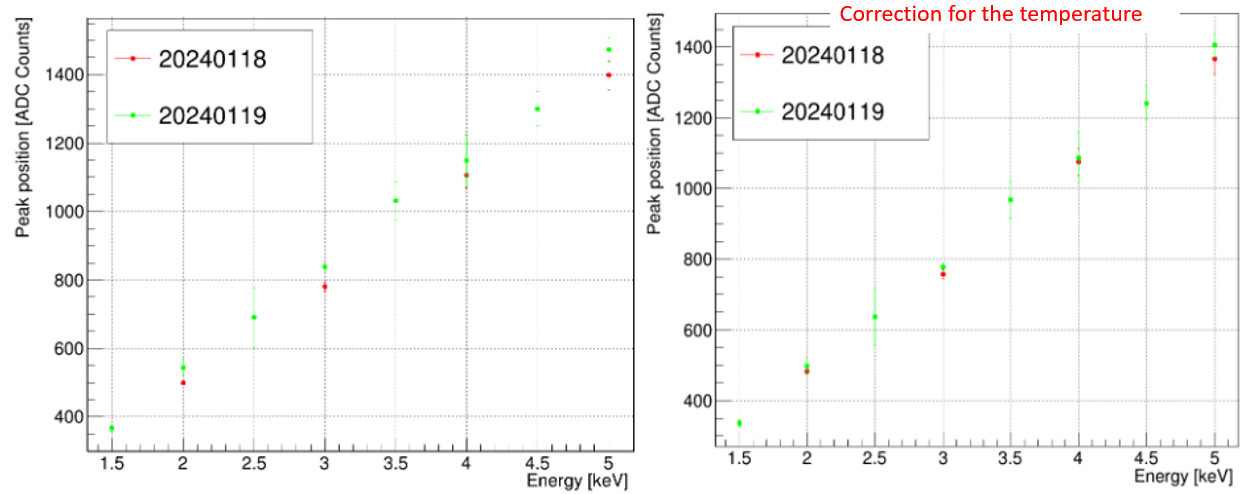 Correction for the temperature
Peak position [ADC Counts]
20240118
20240119
1400
1200
1000
800
600
400
1.5 2 2.5 3 3.5 4 4.5 5
Energy [keV]
Peak position [ADC Counts]
20240118
20240119
1400
1200
1000
800
600
400
1.5 2 2.5 3 3.5 4 4.5 5
Energy [keV]